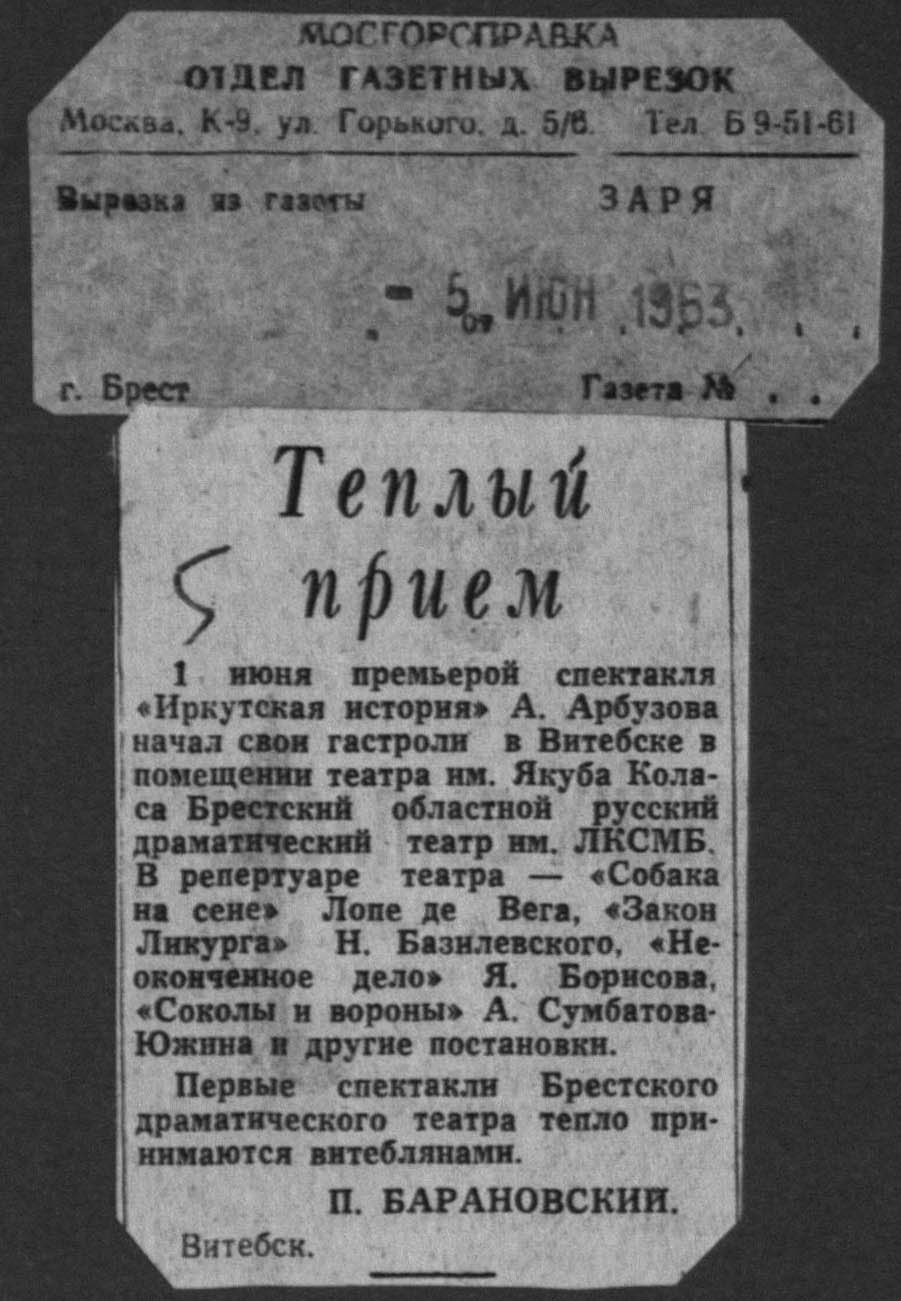 МОСГОРСПРАВКА
ОТДЕЛ ГАЗЕТНЫХ ВЫРЕЗОК
Москва, К-9, ул. Горького, д. 5/6. Тел. Б 9-51-61
Вырезка из газеты ЗАРЯ
- 5 ИЮН 1963
от
г. Брест Газета № . .
Теплый
прием
1 июня премьерой спектакля
«Иркутская история» А. Арбузова
начал свои гастроли в Витебске в
помещении театра им. Якуба Кола-
са Брестский областной русский
драматический театр им. ЛКСМБ.
В репертуаре театра — «Собака
на сене» Лопе де Вега, «Закон
Ликурга» Н. Базилевского, «Не-
оконченное дело» Я. Борисова,
«Соколы и вороны» А. Сумбатова-
Южина и другие постановки.
Первые спектакли Брестского
драматического театра тепло при-
нимаются витеблянами.
П. БАРАНОВСКИЙ.
Витебск.